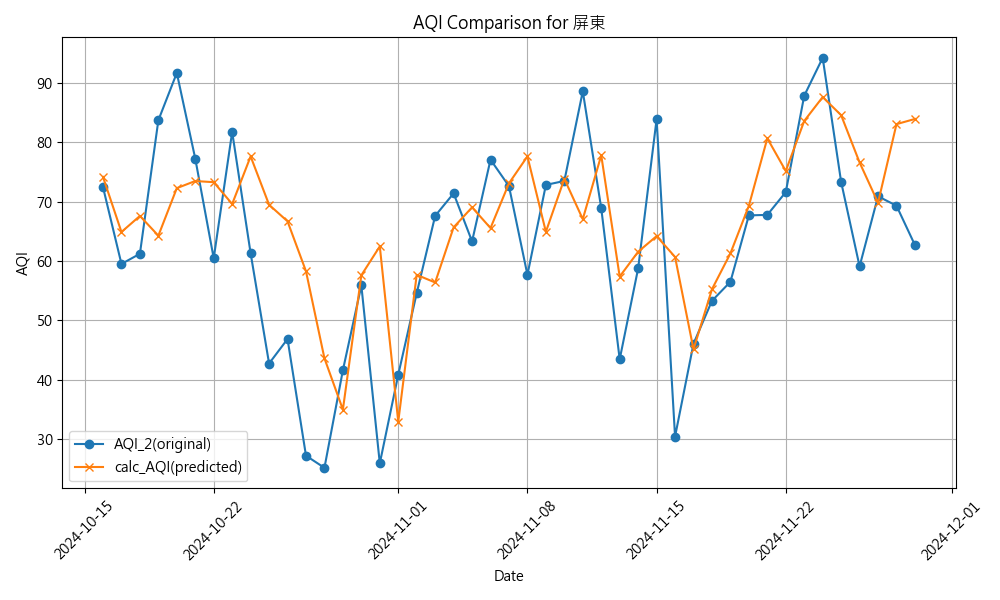 AQI Comparison for 屏東
AQI
90
80
70
60
50
40
30
AQI_2(original)
calc_AQI(predicted)
2024-10-15
2024-10-22
2024-11-01
2024-11-08
2024-11-15
2024-11-22
2024-12-01
Date